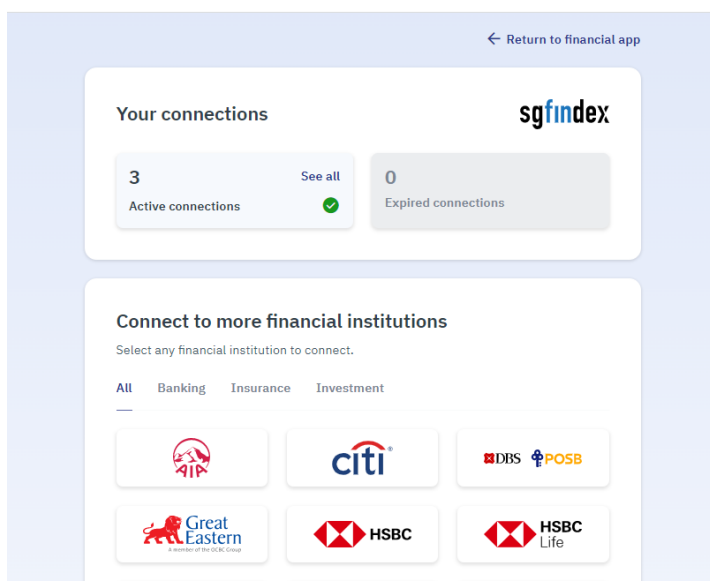 ← Return to financial app
Your connections
sgfindex
3
See all
Active connections
0
Expired connections
Connect to more financial institutions
Select any financial institution to connect.
All Banking Insurance Investment
AIA
citi
DBS POSB
Great Eastern
A member of the OCBC Group
HSBC
HSBC Life